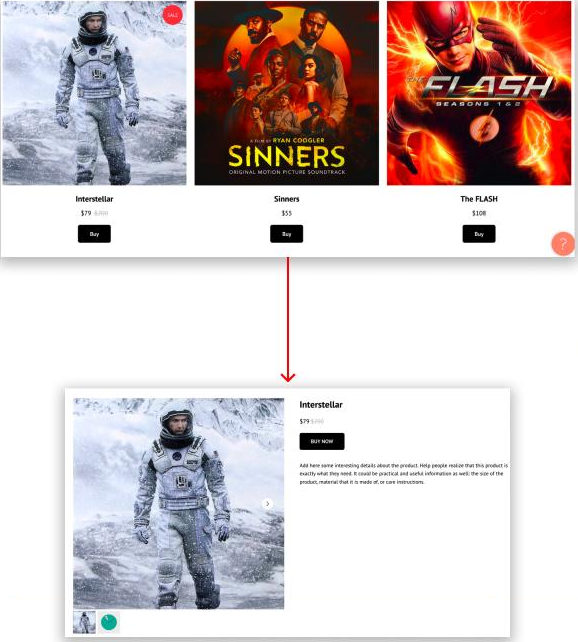 SALE
A FILM BY RYAN COOGLER
SINNERS
ORIGINAL MOTION PICTURE SOUNDTRACK
THE
FLASH
SEASONS 1 & 2
Interstellar
Sinners
The FLASH
$79 $200
$55
$108
Buy
Buy
Buy
?
Interstellar
$79 $200
BUY NOW
Add here some interesting details about the product. Help people realize that this product is
exactly what they need. It could be practical and useful information as well: the size of the
product, material that it is made of, or care instructions.